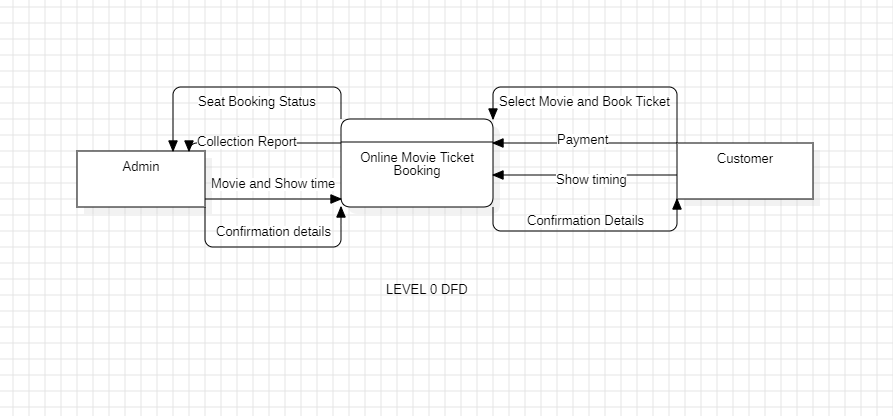 Seat Booking Status
Select Movie and Book Ticket
Collection Report
Payment
Admin
Online Movie Ticket
Booking
Customer
Movie and Show time
Show timing
Confirmation details
Confirmation Details
LEVEL 0 DFD